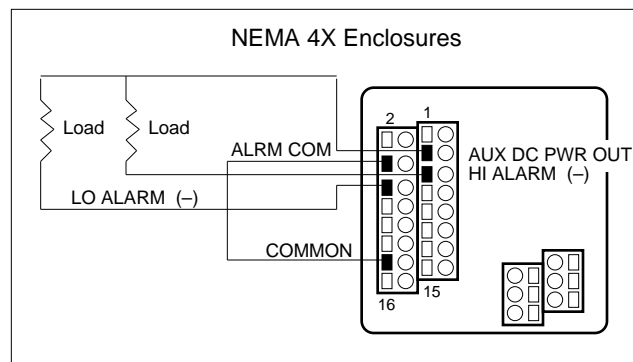 NEMA 4X Enclosures
2 1
Load Load
ALRM COM
AUX DC PWR OUT
HI ALARM (–)
LO ALARM (–)
COMMON
16 15